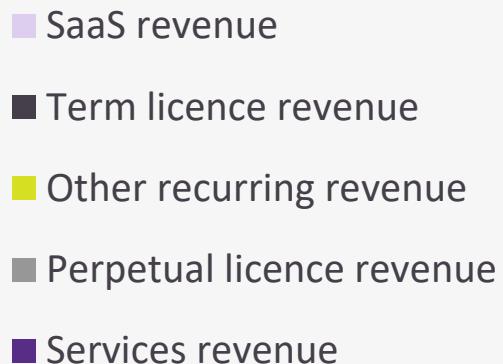 SaaS revenue
Term licence revenue
Other recurring revenue
Perpetual licence revenue
Services revenue